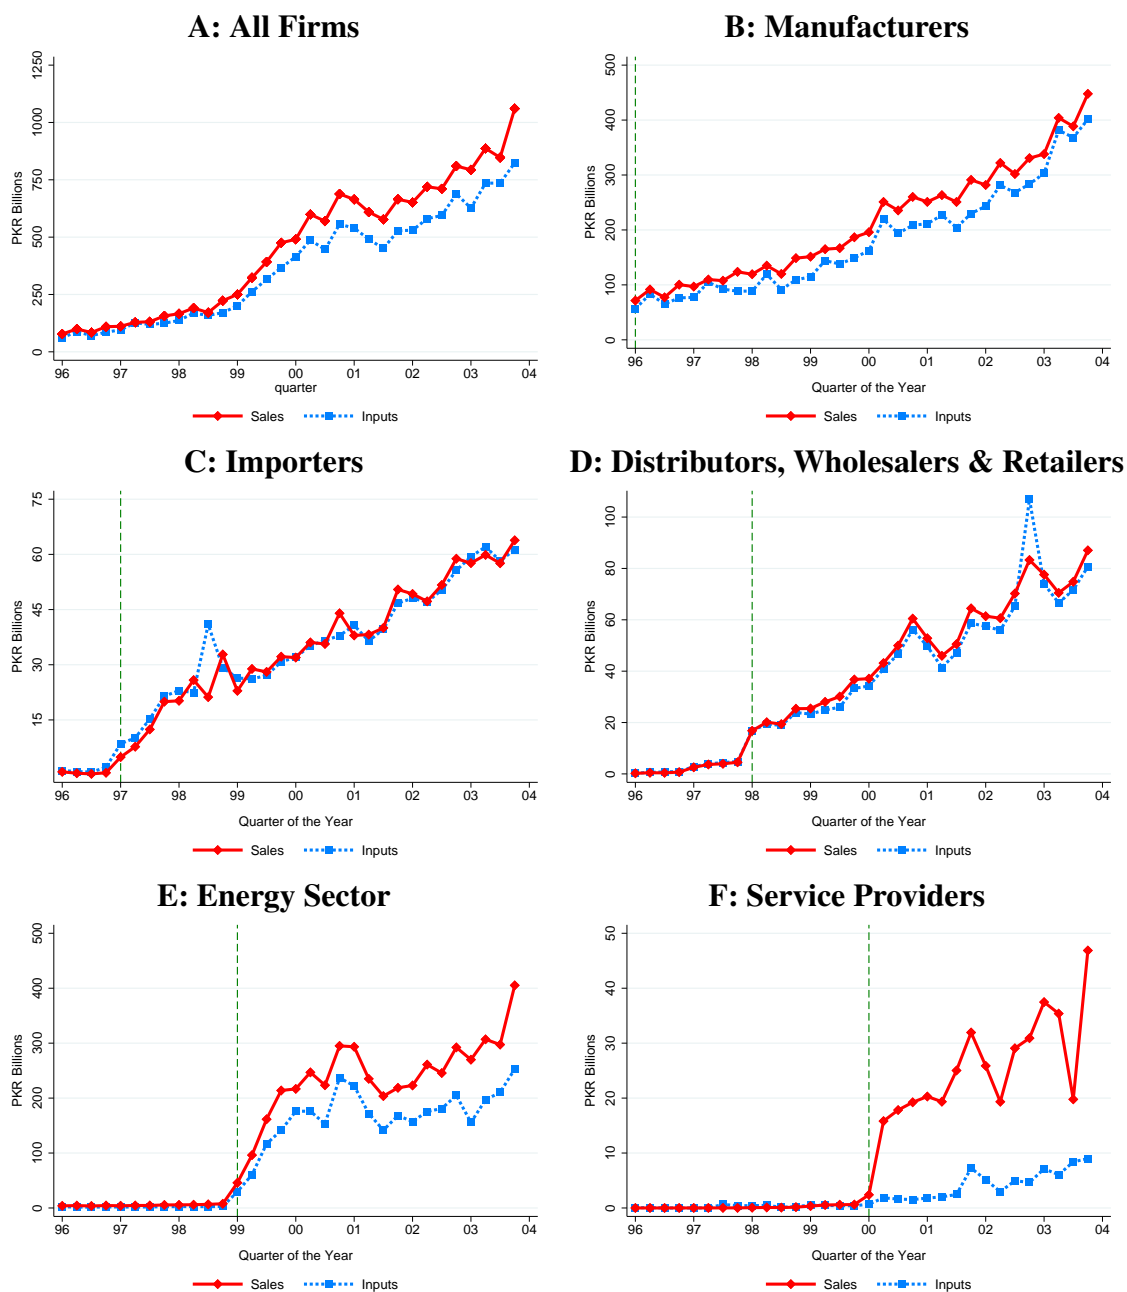 A: All Firms
PKR Billions
1250
1000
750
500
250
0
96 97 98 99 00 01 02 03 04
quarter
Sales Inputs
B: Manufacturers
PKR Billions
500
400
300
200
100
0
96 97 98 99 00 01 02 03 04
Quarter of the Year
Sales Inputs
C: Importers
PKR Billions
75
60
45
30
15
96 97 98 99 00 01 02 03 04
Quarter of the Year
Sales Inputs
D: Distributors, Wholesalers & Retailers
PKR Billions
100
80
60
40
20
0
96 97 98 99 00 01 02 03 04
Quarter of the Year
Sales Inputs
E: Energy Sector
PKR Billions
500
400
300
200
100
0
96 97 98 99 00 01 02 03 04
Quarter of the Year
Sales Inputs
F: Service Providers
PKR Billions
50
40
30
20
10
0
96 97 98 99 00 01 02 03 04
Quarter of the Year
Sales Inputs